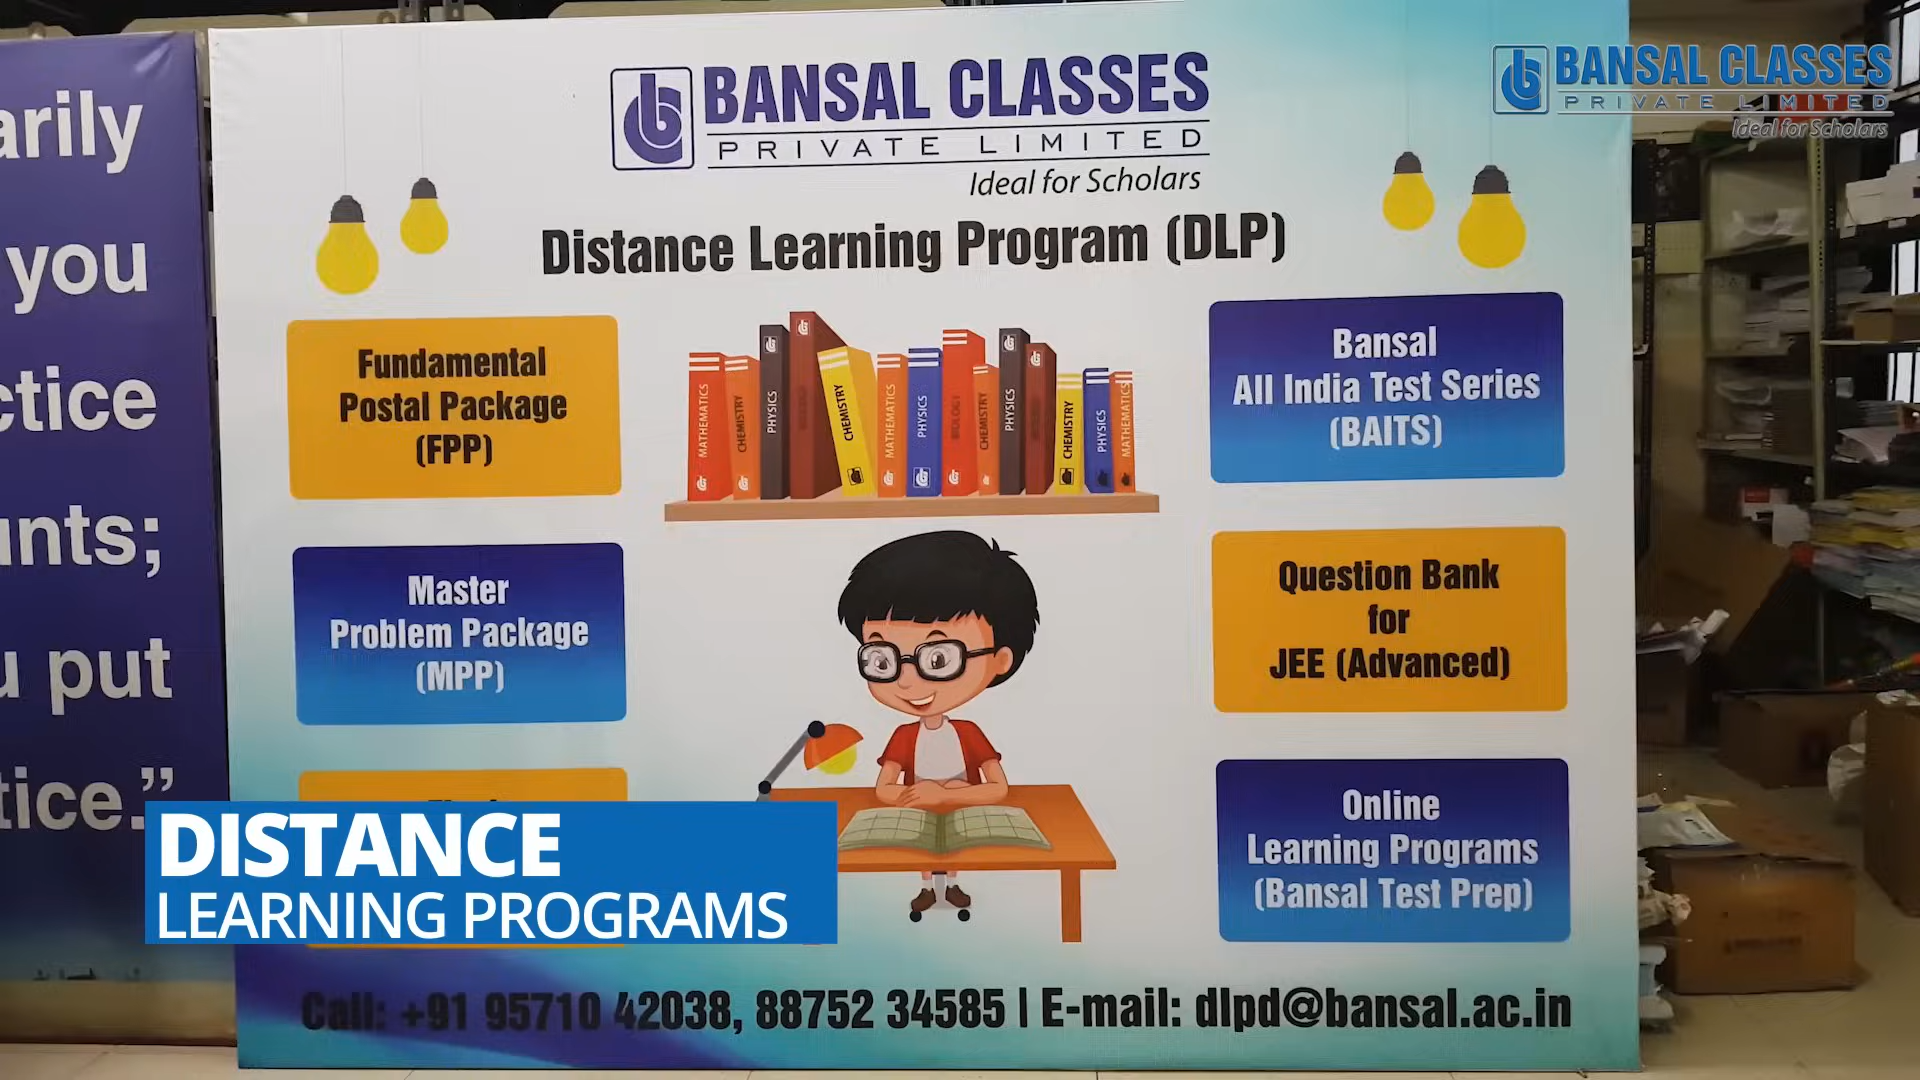 arily
you
ctice
unts;
u put
tice.”
BANSAL CLASSES
PRIVATE LIMITED
Ideal for Scholars
Distance Learning Program (DLP)
Fundamental
Postal Package
(FPP)
Master
Problem Package
(MPP)
MATHEMATICS
CHEMISTRY
PHYSICS
CHEMISTRY
MATHEMATICS
PHYSICS
BIOLOGY
CHEMISTRY
PHYSICS
CHEMISTRY
PHYSICS
MATHEMATICS
Bansal
All India Test Series
(BAITS)
Question Bank
for
JEE (Advanced)
Online
Learning Programs
(Bansal Test Prep)
Call: +91 95710 42038, 88752 34585 | E-mail: dlpd@bansal.ac.in
BANSAL CLASSES
PRIVATE LIMITED
Ideal for Scholars
DISTANCE
LEARNING PROGRAMS